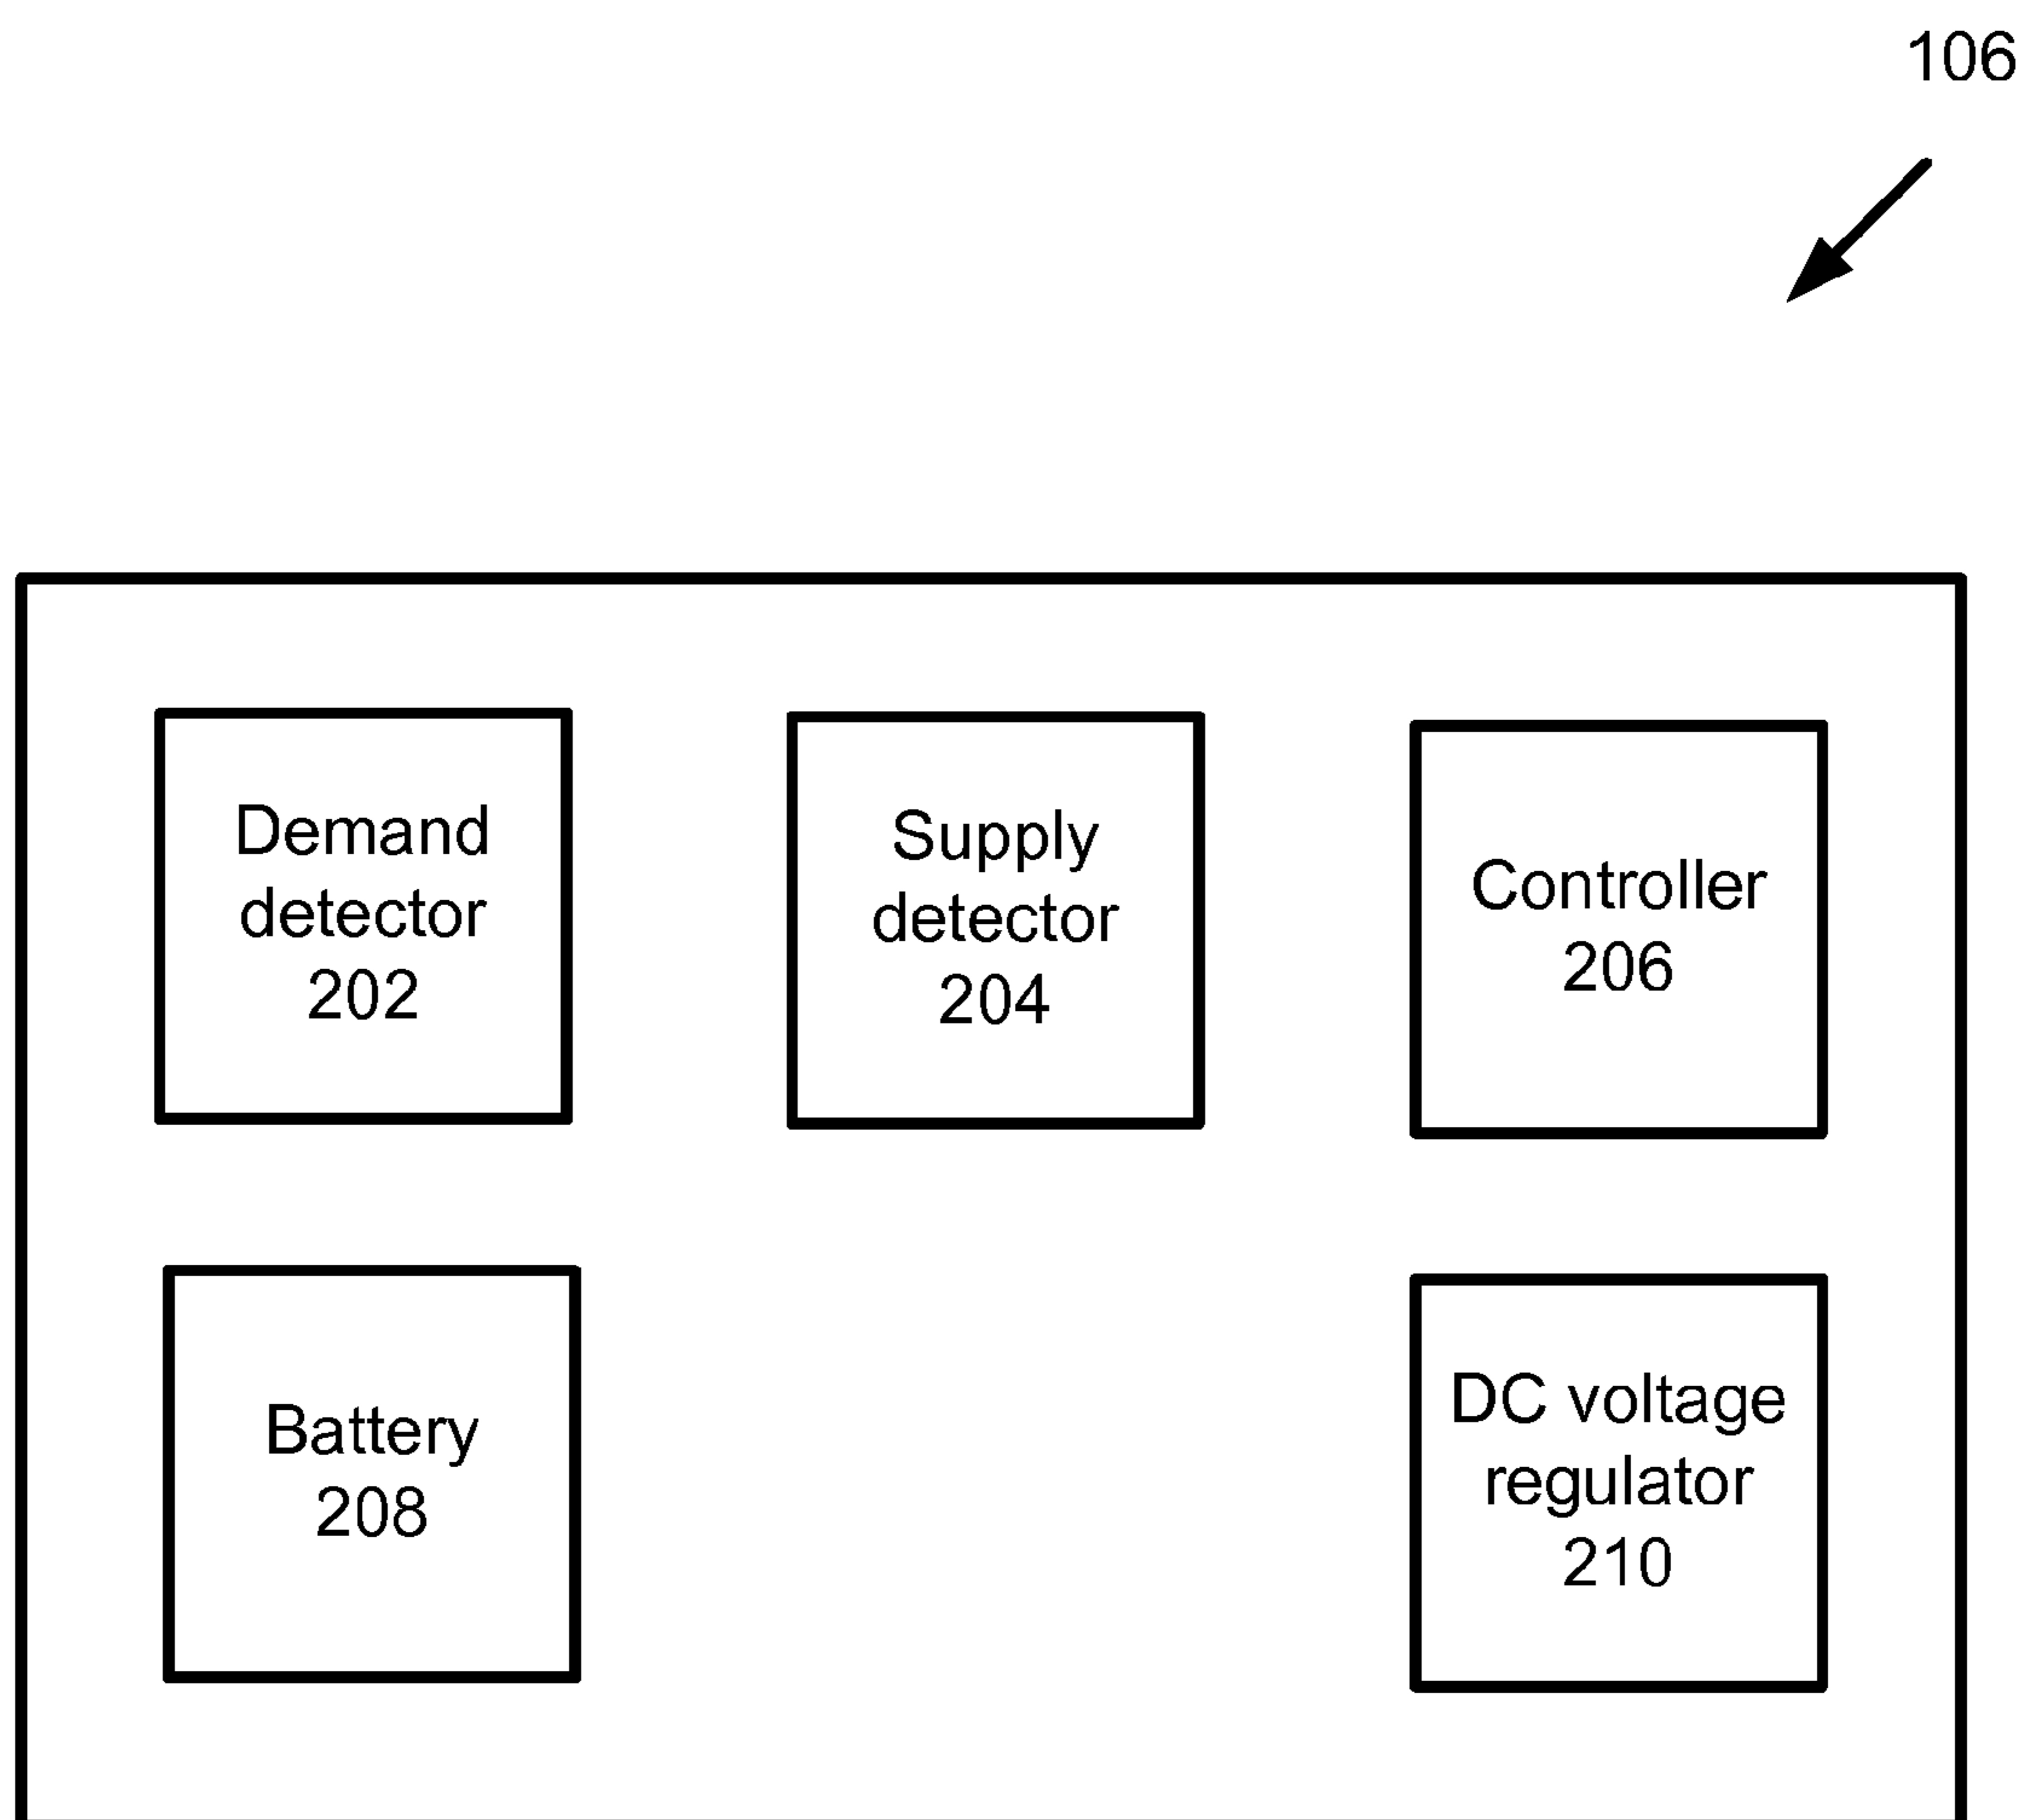 106
Demand
detector
202
Supply
detector
204
Controller
206
Battery
208
DC voltage
regulator
210